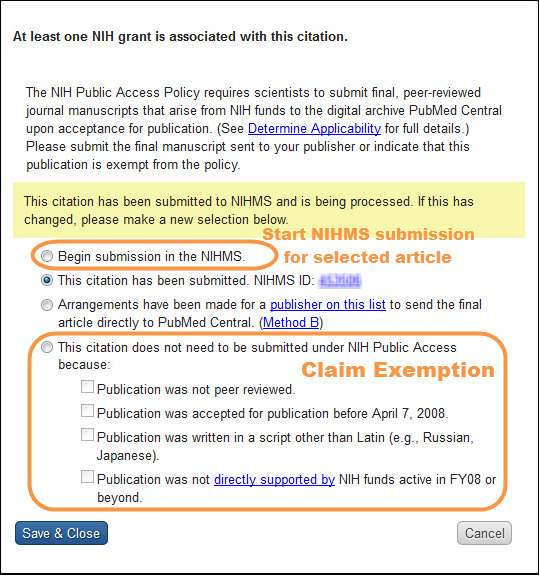 At least one NIH grant is associated with this citation.
The NIH Public Access Policy requires scientists to submit final, peer-reviewed
journal manuscripts that arise from NIH funds to the digital archive PubMed Central
upon acceptance for publication. (See Determine Applicability for full details.)
Please submit the final manuscript sent to your publisher or indicate that this
publication is exempt from the policy.
This citation has been submitted to NIHMS and is being processed. If this has
changed, please make a new selection below.
Start NIHMS submission
for selected article
Begin submission in the NIHMS.
This citation has been submitted. NIHMS ID:
Arrangements have been made for a publisher on this list to send the final
article directly to PubMed Central. (Method B)
This citation does not need to be submitted under NIH Public Access
because:
Claim Exemption
Publication was not peer reviewed.
Publication was accepted for publication before April 7, 2008.
Publication was written in a script other than Latin (e.g., Russian,
Japanese).
Publication was not directly supported by NIH funds active in FY08 or
beyond.
Save & Close
Cancel